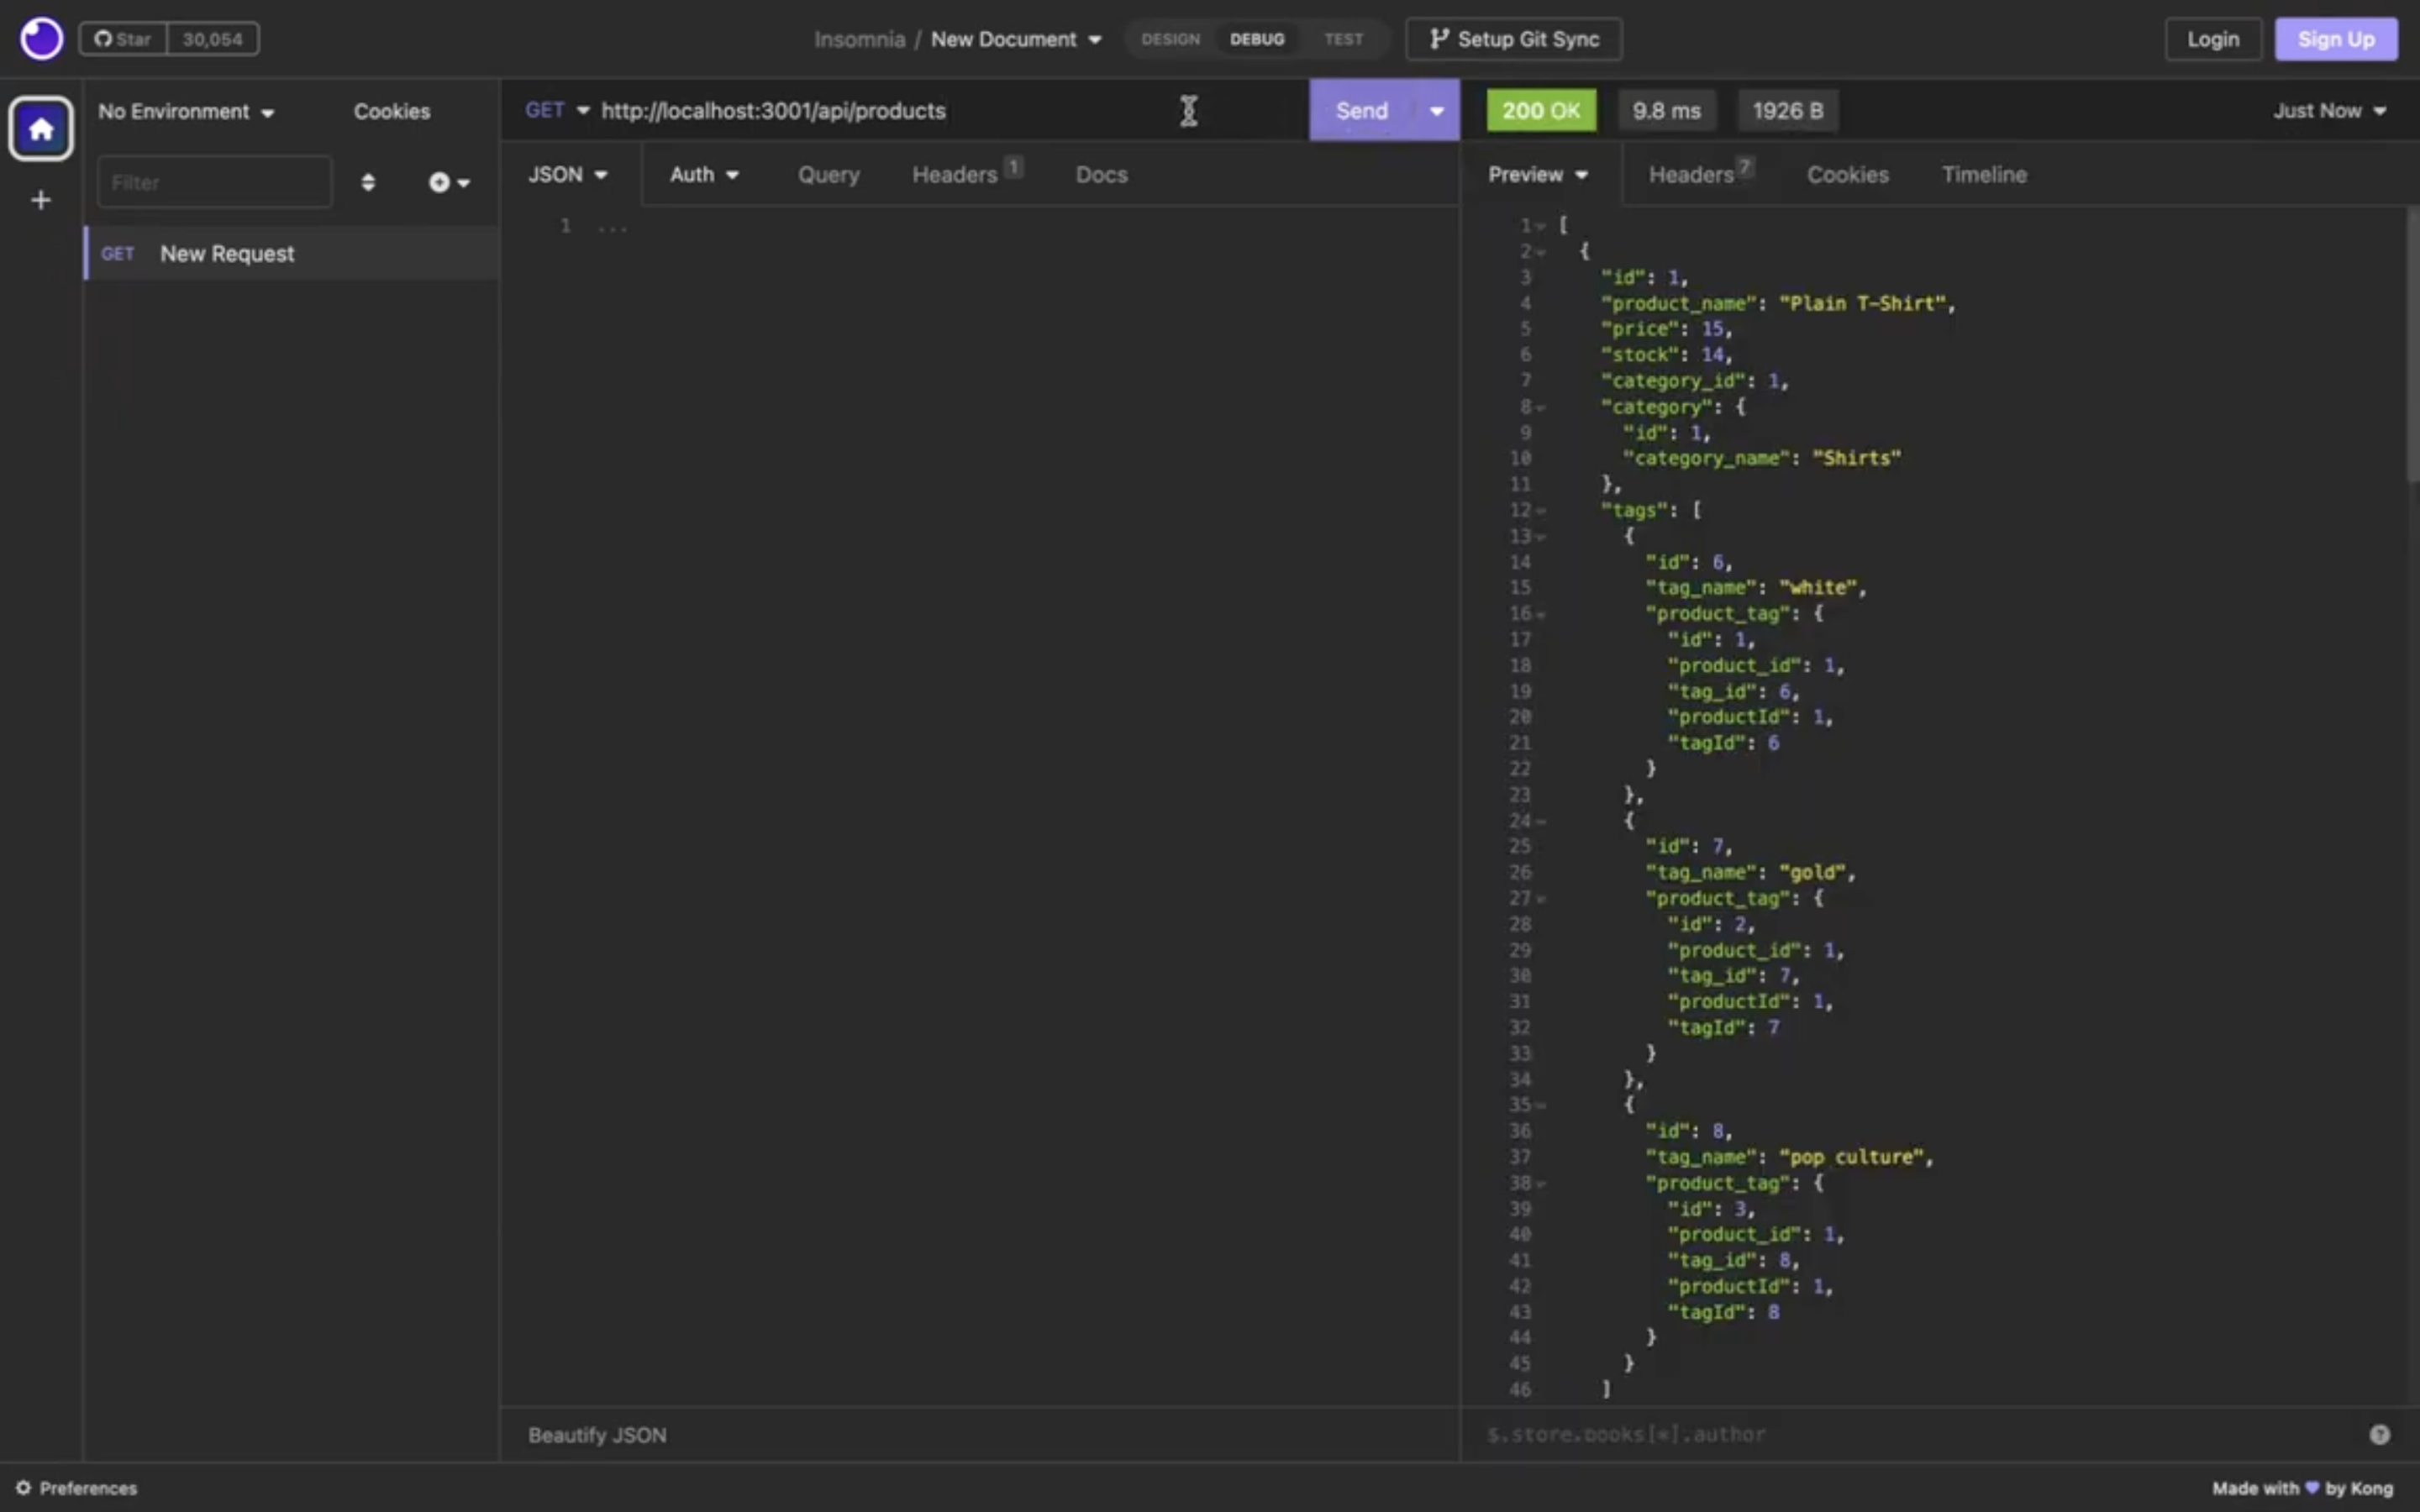 Star 30,054 Insomnia / New Document DESIGN DEBUG TEST Setup Git Sync Login Sign Up
No Environment Cookies GET http://localhost:3001/api/products Send 200 OK 9.8 ms 1926 B Just Now
Filter JSON Auth Query Headers 1 Docs Preview Headers 7 Cookies Timeline
GET New Request
1 ...
1 [
2 {
3 "id": 1,
4 "product_name": "Plain T-Shirt",
5 "price": 15,
6 "stock": 14,
7 "category_id": 1,
8 "category": {
9 "id": 1,
10 "category_name": "Shirts"
11 },
12 "tags": [
13 {
14 "id": 6,
15 "tag_name": "white",
16 "product_tag": {
17 "id": 1,
18 "product_id": 1,
19 "tag_id": 6,
20 "productId": 1,
21 "tagId": 6
22 }
23 },
24 {
25 "id": 7,
26 "tag_name": "gold",
27 "product_tag": {
28 "id": 2,
29 "product_id": 1,
30 "tag_id": 7,
31 "productId": 1,
32 "tagId": 7
33 }
34 },
35 {
36 "id": 8,
37 "tag_name": "pop culture",
38 "product_tag": {
39 "id": 3,
40 "product_id": 1,
41 "tag_id": 8,
42 "productId": 1,
43 "tagId": 8
44 }
45 }
46 ]
Beautify JSON $.store.books[*].author
Preferences Made with 💜 by Kong